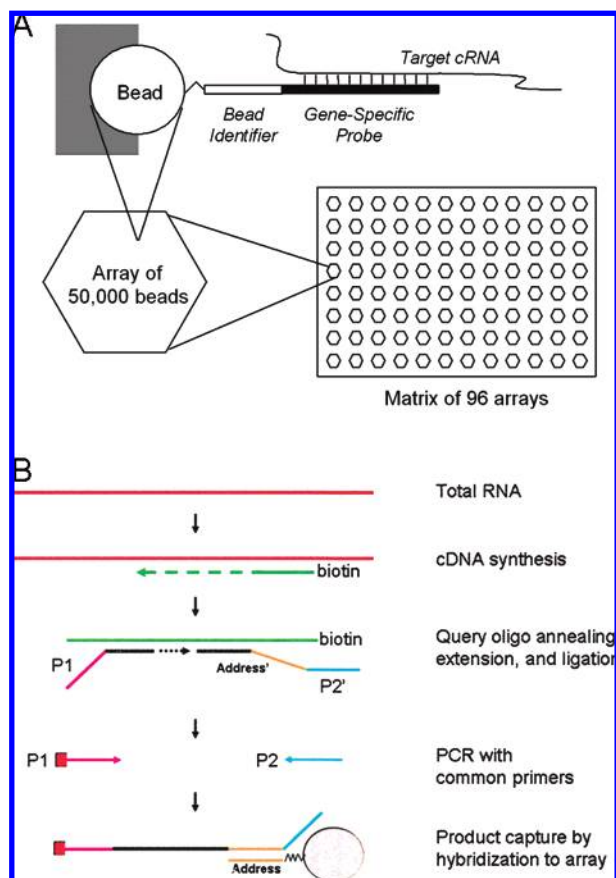 A
Target cRNA
Bead
Bead
Identifier
Gene-Specific
Probe
Array of
50,000 beads
Matrix of 96 arrays
B
Total RNA
cDNA synthesis
biotin
biotin
Query oligo annealing
extension, and ligation
P1
Address'
P2'
P1
P2
PCR with
common primers
Product capture by
hybridization to array
Address